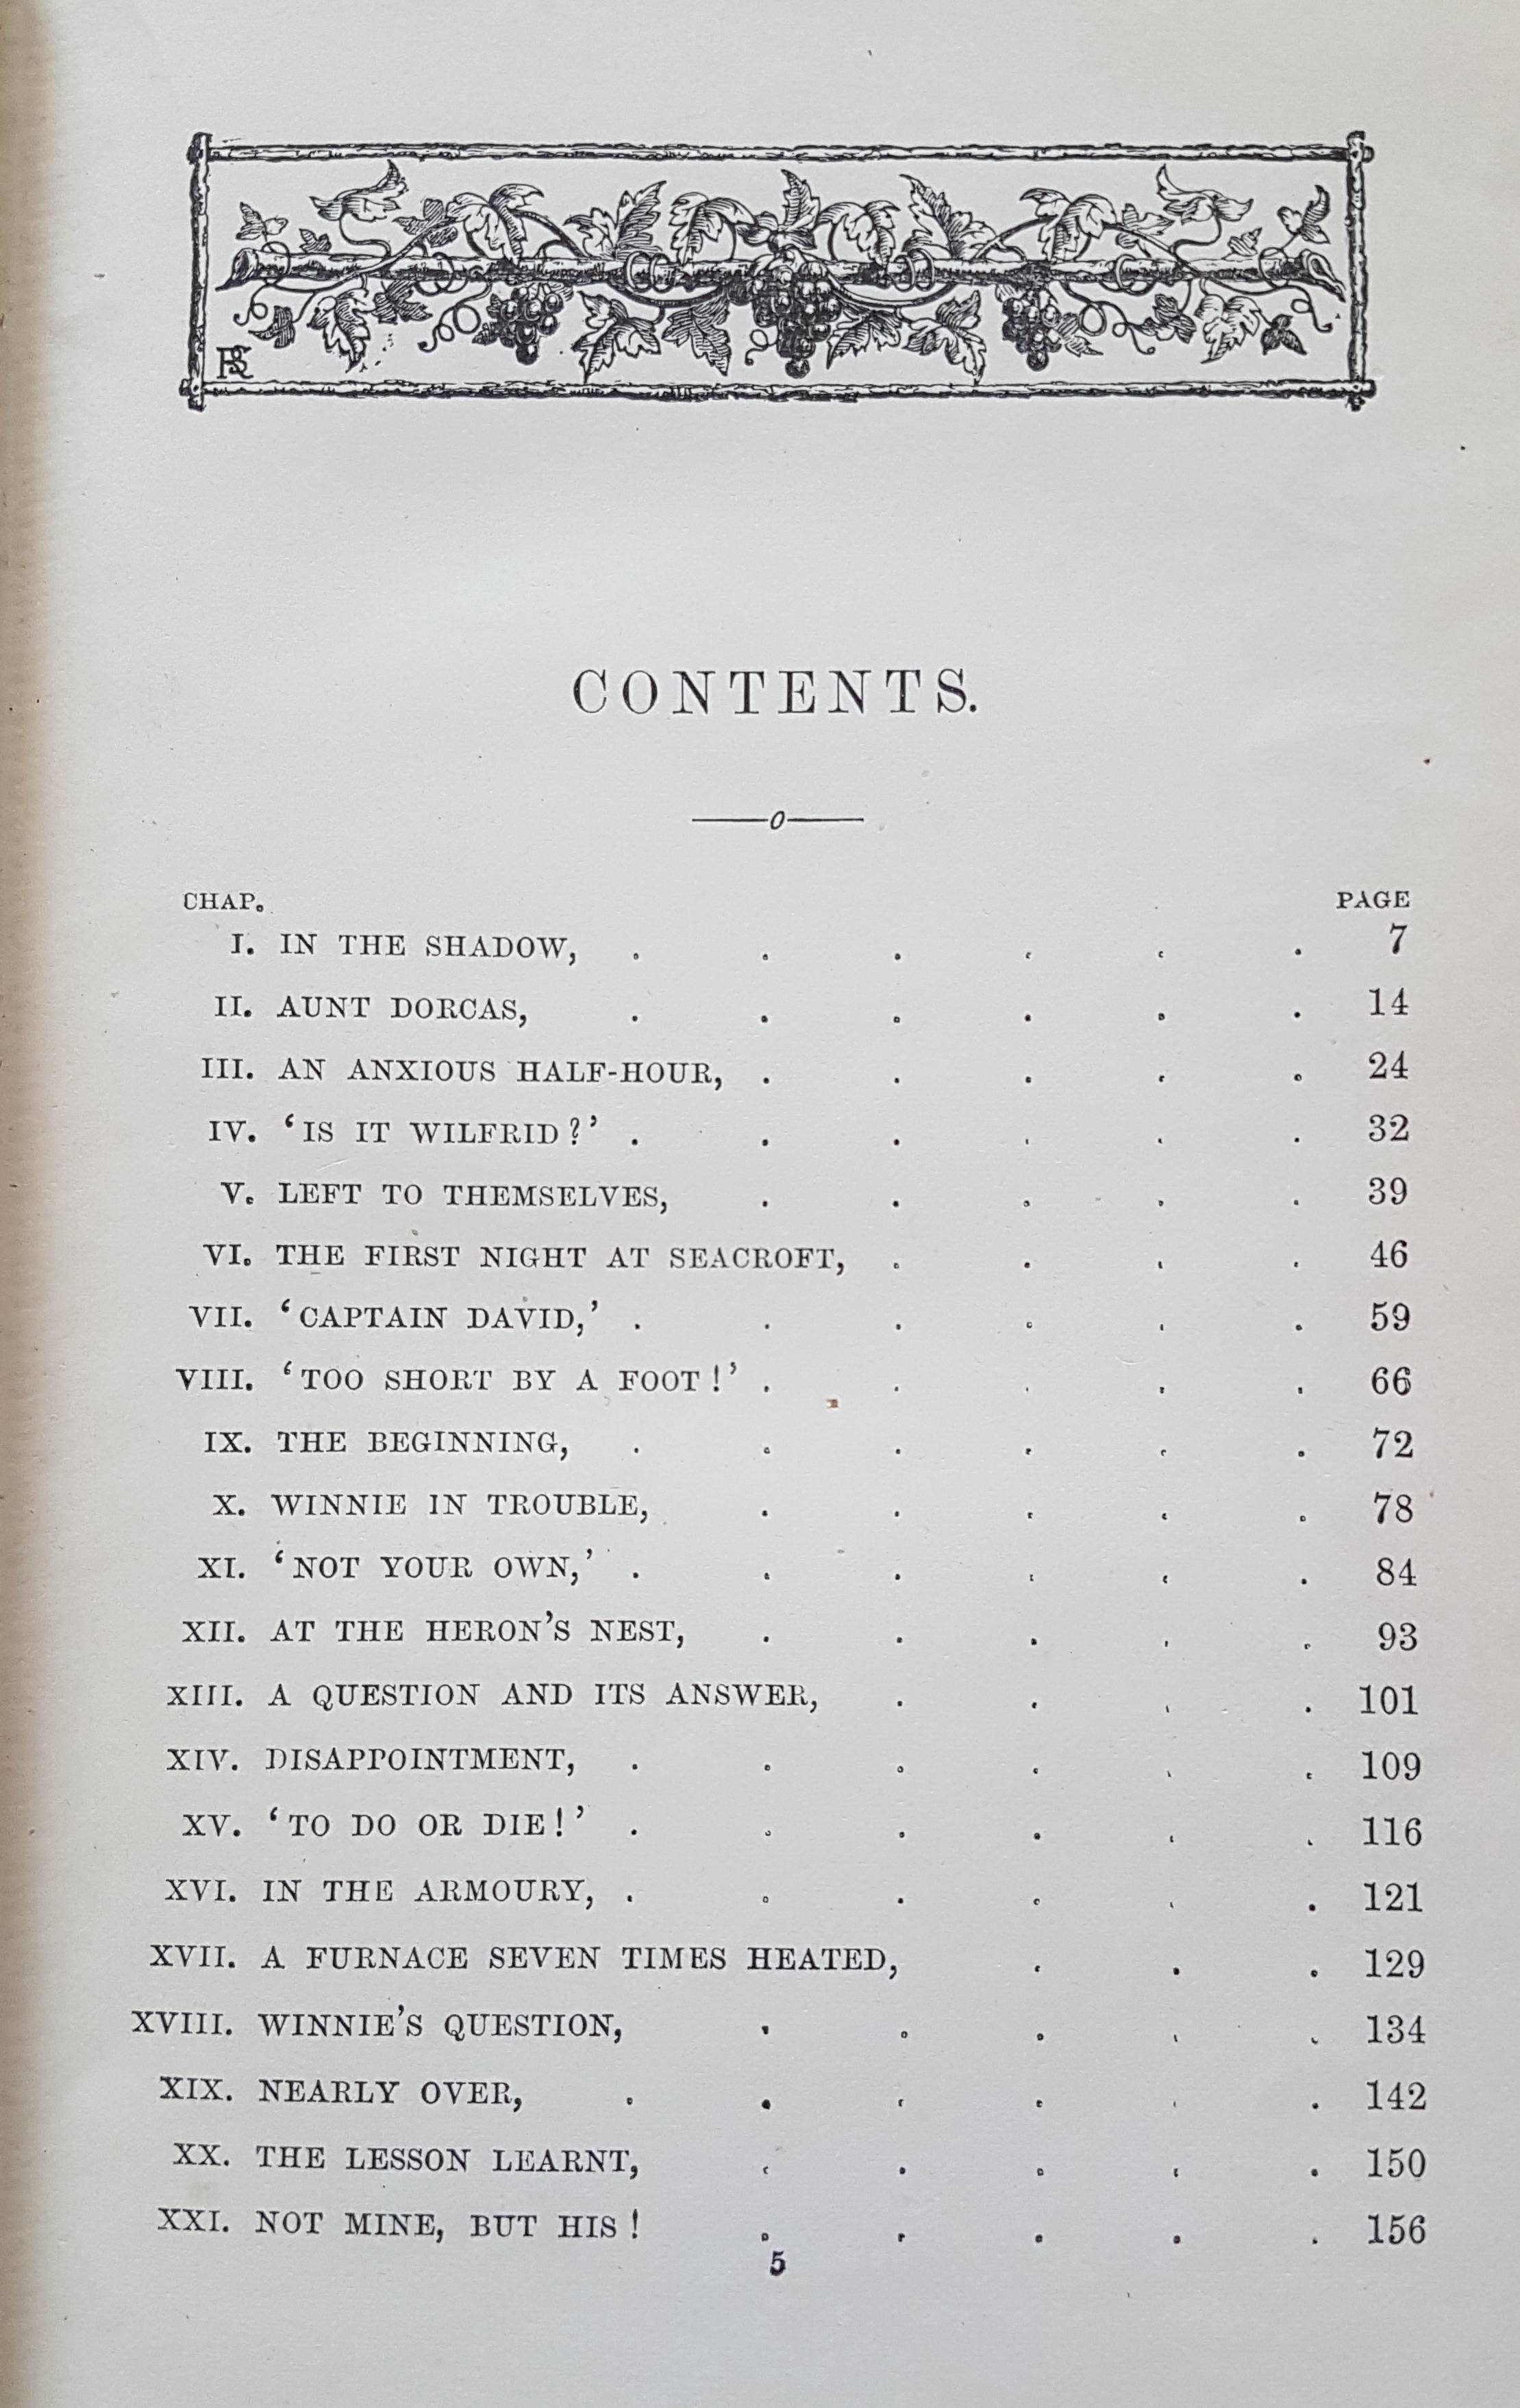 CONTENTS.
CHAP. PAGE
I. IN THE SHADOW, . . . . . . 7
II. AUNT DORCAS, . . . . . . 14
III. AN ANXIOUS HALF-HOUR, . . . . . 24
IV. ‘IS IT WILFRID?’ . . . . . . 32
V. LEFT TO THEMSELVES, . . . . . 39
VI. THE FIRST NIGHT AT SEACROFT, . . . . 46
VII. ‘CAPTAIN DAVID,’ . . . . . . 59
VIII. ‘TOO SHORT BY A FOOT!’ . . . . . 66
IX. THE BEGINNING, . . . . . . 72
X. WINNIE IN TROUBLE, . . . . . 78
XI. ‘NOT YOUR OWN,’ . . . . . . 84
XII. AT THE HERON’S NEST, . . . . . 93
XIII. A QUESTION AND ITS ANSWER, . . . . 101
XIV. DISAPPOINTMENT, . . . . . . 109
XV. ‘TO DO OR DIE!’ . . . . . . 116
XVI. IN THE ARMOURY, . . . . . . 121
XVII. A FURNACE SEVEN TIMES HEATED, . . . 129
XVIII. WINNIE’S QUESTION, . . . . . 134
XIX. NEARLY OVER, . . . . . . 142
XX. THE LESSON LEARNT, . . . . . 150
XXI. NOT MINE, BUT HIS! . . . . . 156
5